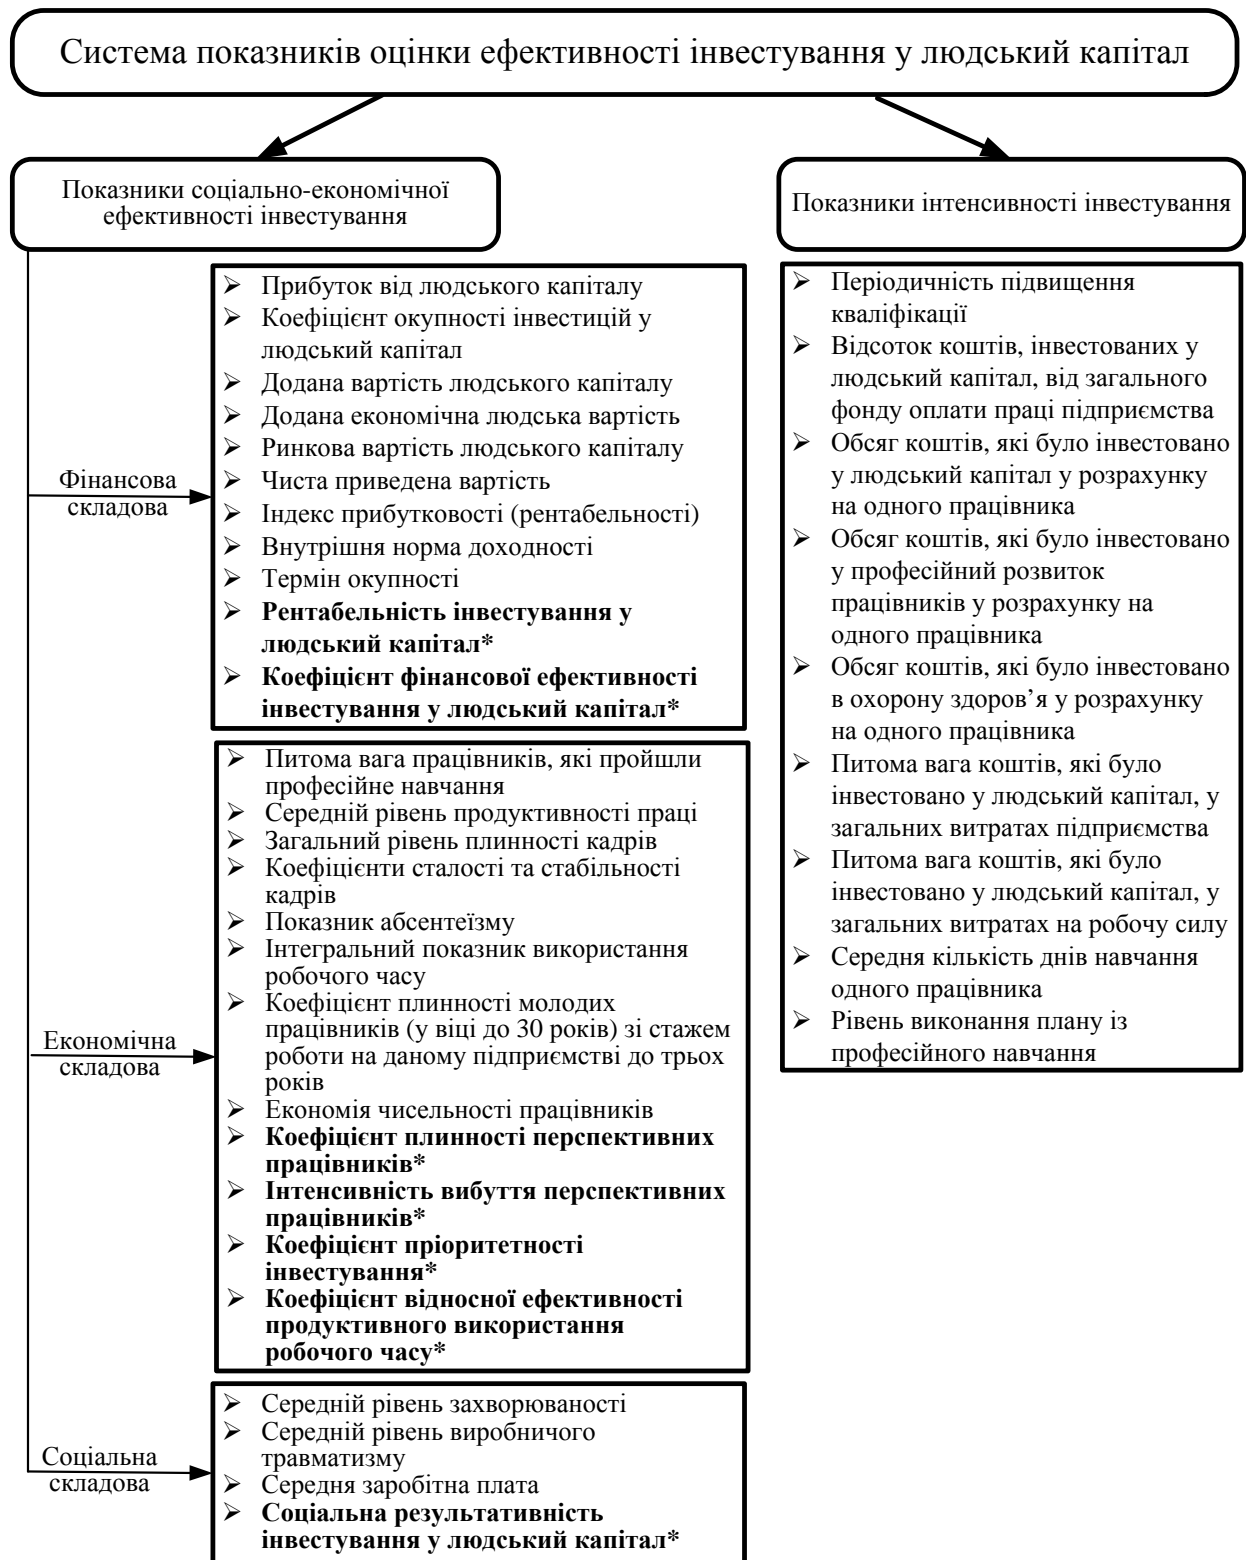 Система показників оцінки ефективності інвестування у людський капітал
Показники соціально-економічної
ефективності інвестування
Фінансова
складова
➢ Прибуток від людського капіталу
➢ Коефіцієнт окупності інвестицій у
людський капітал
➢ Додана вартість людського капіталу
➢ Додана економічна людська вартість
➢ Ринкова вартість людського капіталу
➢ Чиста приведена вартість
➢ Індекс прибутковості (рентабельності)
➢ Внутрішня норма доходності
➢ Термін окупності
➢ Рентабельність інвестування у
людський капітал*
➢ Коефіцієнт фінансової ефективності
інвестування у людський капітал*
Економічна
складова
➢ Питома вага працівників, які пройшли
професійне навчання
➢ Середній рівень продуктивності праці
➢ Загальний рівень плинності кадрів
➢ Коефіцієнти сталості та стабільності
кадрів
➢ Показник абсентеїзму
➢ Інтегральний показник використання
робочого часу
➢ Коефіцієнт плинності молодих
працівників (у віці до 30 років) зі стажем
роботи на даному підприємстві до трьох
років
➢ Економія чисельності працівників
➢ Коефіцієнт плинності перспективних
працівників*
➢ Інтенсивність вибуття перспективних
працівників*
➢ Коефіцієнт пріоритетності
інвестування*
➢ Коефіцієнт відносної ефективності
продуктивного використання
робочого часу*
Соціальна
складова
➢ Середній рівень захворюваності
➢ Середній рівень виробничого
травматизму
➢ Середня заробітна плата
➢ Соціальна результативність
інвестування у людський капітал*
Показники інтенсивності інвестування
➢ Періодичність підвищення
кваліфікації
➢ Відсоток коштів, інвестованих у
людський капітал, від загального
фонду оплати праці підприємства
➢ Обсяг коштів, які було інвестовано
у людський капітал у розрахунку
на одного працівника
➢ Обсяг коштів, які було інвестовано
у професійний розвиток
працівників у розрахунку на
одного працівника
➢ Обсяг коштів, які було інвестовано
в охорону здоров’я у розрахунку
на одного працівника
➢ Питома вага коштів, які було
інвестовано у людський капітал, у
загальних витратах підприємства
➢ Питома вага коштів, які було
інвестовано у людський капітал, у
загальних витратах на робочу силу
➢ Середня кількість днів навчання
одного працівника
➢ Рівень виконання плану із
професійного навчання